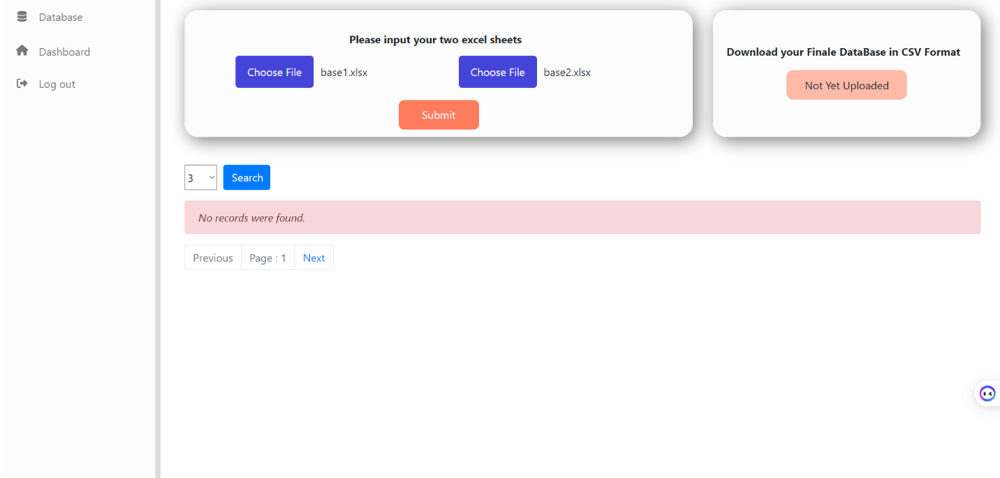 Database
Dashboard
Log out
Please input your two excel sheets
Choose File base1.xlsx Choose File base2.xlsx
Submit
Download your Finale DataBase in CSV Format
Not Yet Uploaded
3 Search
No records were found.
Previous Page : 1 Next